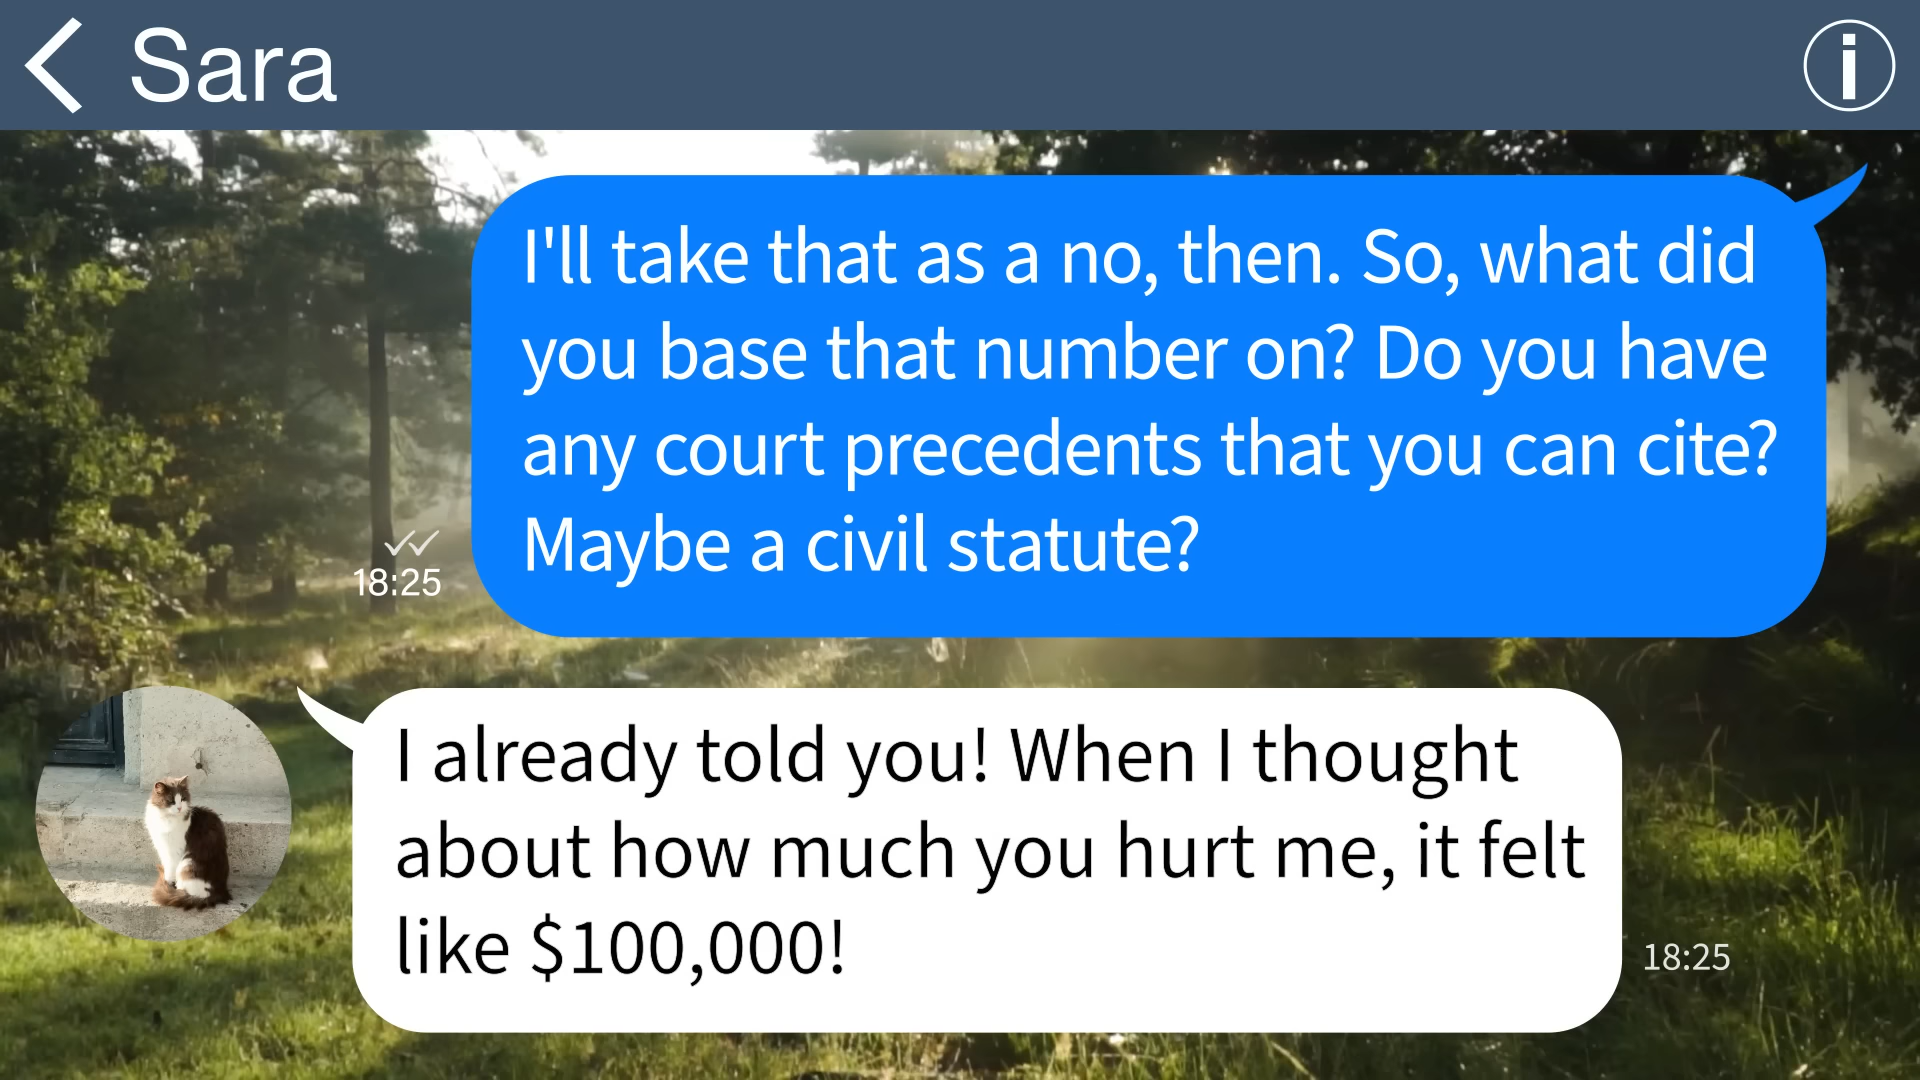 Sara
i
I'll take that as a no, then. So, what did
you base that number on? Do you have
any court precedents that you can cite?
Maybe a civil statute?
18:25
I already told you! When I thought
about how much you hurt me, it felt
like $100,000!
18:25